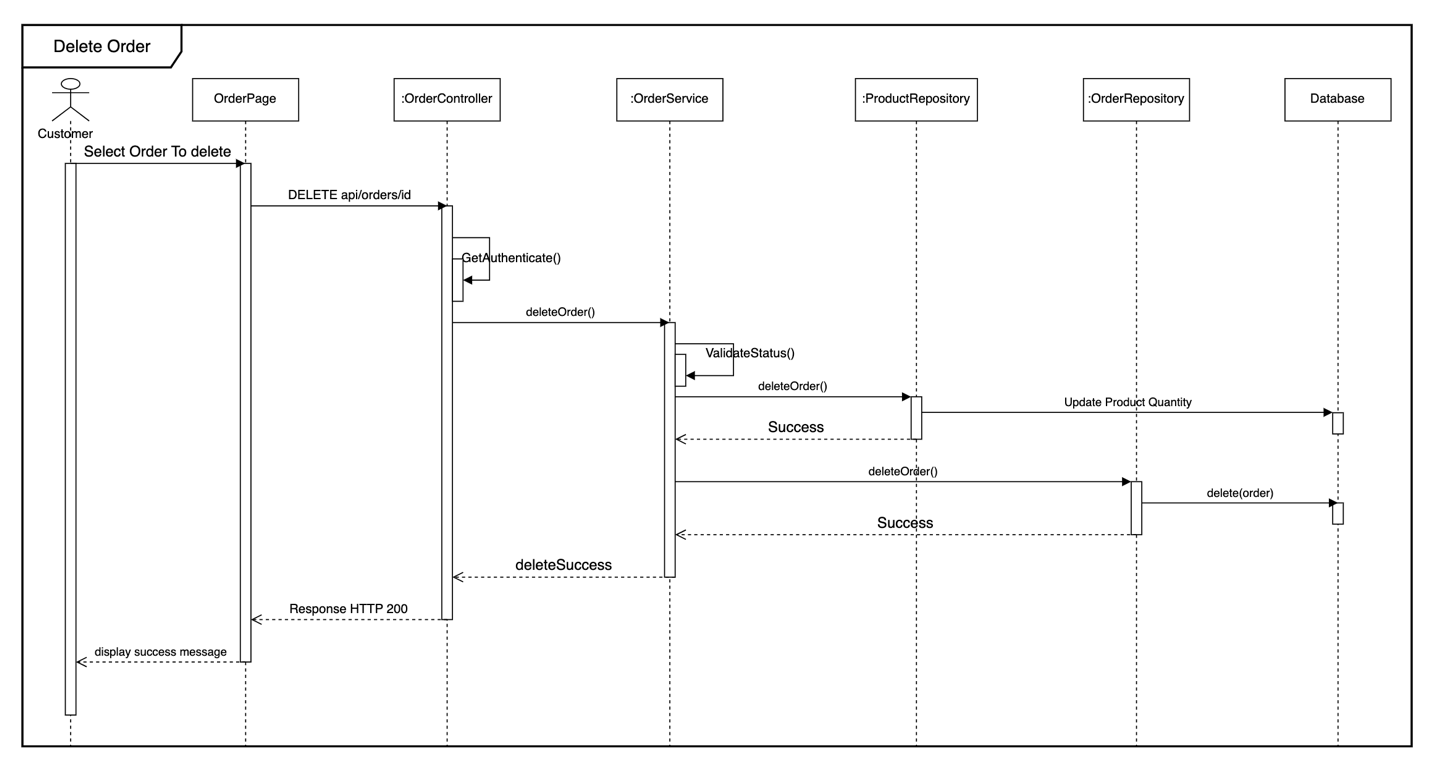 Delete Order
Customer
OrderPage
:OrderController
:OrderService
:ProductRepository
:OrderRepository
Database
Select Order To delete
DELETE api/orders/id
GetAuthenticate()
deleteOrder()
ValidateStatus()
deleteOrder()
Update Product Quantity
Success
deleteOrder()
delete(order)
Success
deleteSuccess
Response HTTP 200
display success message